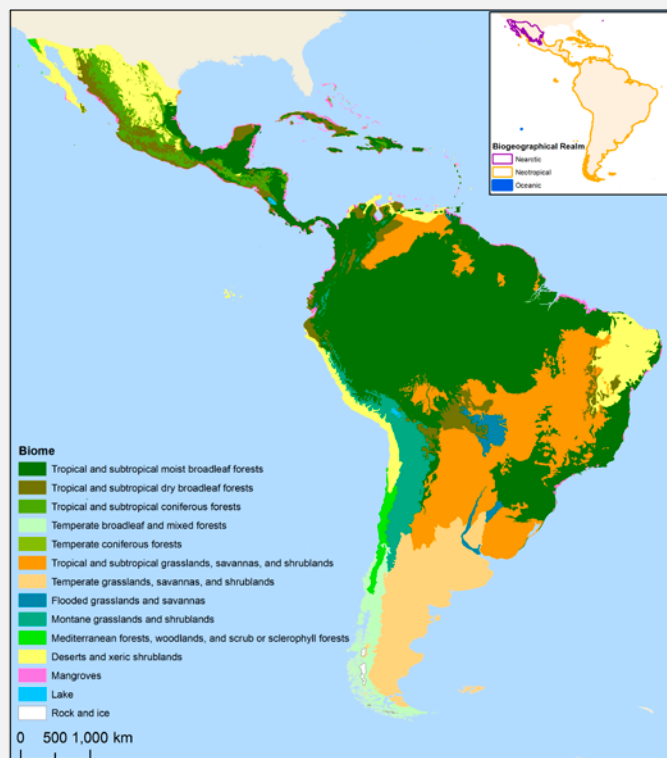 Biogeographical Realm
Nearctic
Neotropical
Oceanic
Biome
Tropical and subtropical moist broadleaf forests
Tropical and subtropical dry broadleaf forests
Tropical and subtropical coniferous forests
Temperate broadleaf and mixed forests
Temperate coniferous forests
Tropical and subtropical grasslands, savannas, and shrublands
Temperate grasslands, savannas, and shrublands
Flooded grasslands and savannas
Montane grasslands and shrublands
Mediterranean forests, woodlands, and scrub or sclerophyll forests
Deserts and xeric shrublands
Mangroves
Lake
Rock and ice
0 500 1,000 km